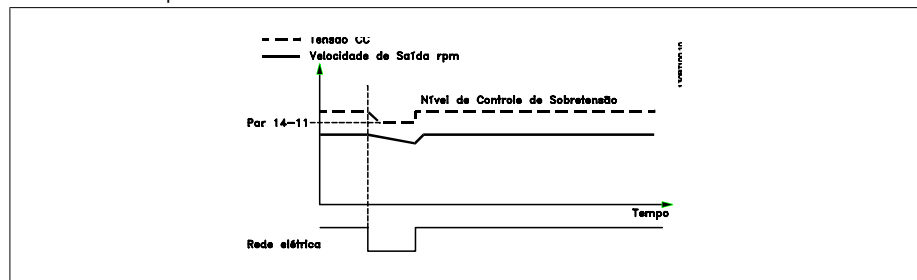 Tensão CC
Velocidade de Saída rpm
Nível de Controle de Sobretensão
Par 14-11
Tempo
Rede elétrica